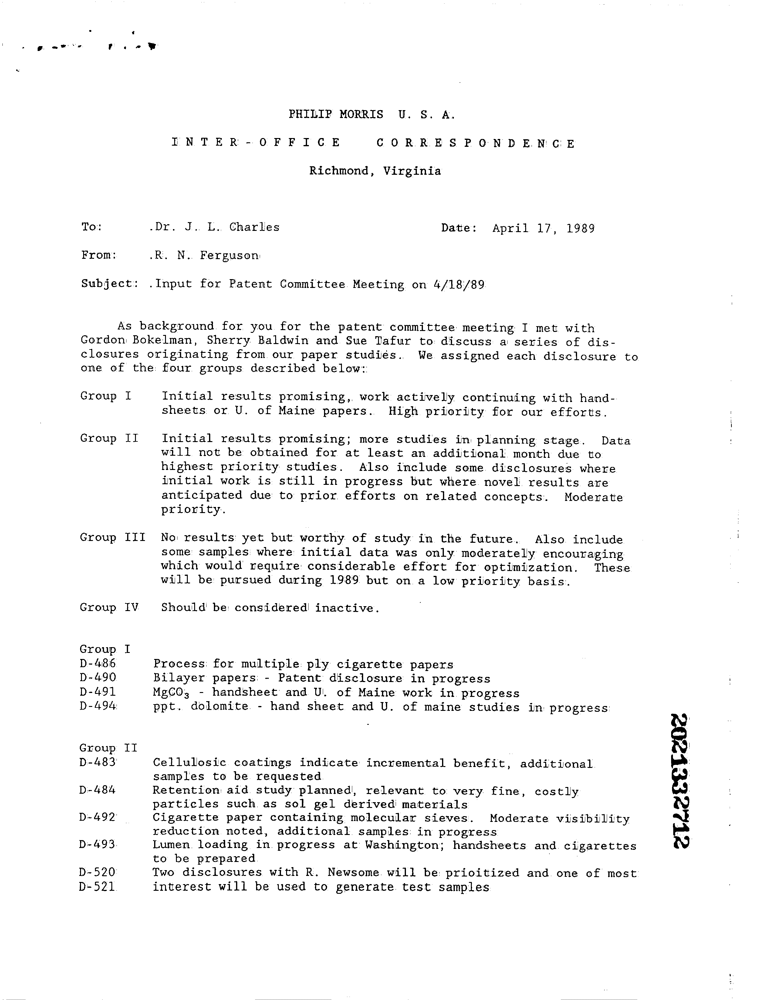 PHILIP MORRIS U. S. A.
INTER-OFFICE CORRESPONDENCE
Richmond, Virginia
To: .Dr. J. L. Charles Date: April 17, 1989
From: .R. N. Ferguson
Subject: .Input for Patent Committee Meeting on 4/18/89
As background for you for the patent committee meeting I met with
Gordon Bokelman, Sherry Baldwin and Sue Tafur to discuss a series of dis-
closures originating from our paper studies. We assigned each disclosure to
one of the four groups described below:
Group I Initial results promising, work actively continuing with hand-
sheets or U. of Maine papers. High priority for our efforts.
Group II Initial results promising; more studies in planning stage. Data
will not be obtained for at least an additional month due to
highest priority studies. Also include some disclosures where
initial work is still in progress but where novel results are
anticipated due to prior efforts on related concepts. Moderate
priority.
Group III No results yet but worthy of study in the future. Also include
some samples where initial data was only moderately encouraging
which would require considerable effort for optimization. These
will be pursued during 1989 but on a low priority basis.
Group IV Should be considered inactive.
Group I
D-486 Process for multiple ply cigarette papers
D-490 Bilayer papers - Patent disclosure in progress
D-491 MgCO3 - handsheet and U. of Maine work in progress
D-494 ppt. dolomite - hand sheet and U. of maine studies in progress
Group II
D-483 Cellulosic coatings indicate incremental benefit, additional
samples to be requested
D-484 Retention aid study planned, relevant to very fine, costly
particles such as sol gel derived materials
D-492 Cigarette paper containing molecular sieves. Moderate visibility
reduction noted, additional samples in progress
D-493 Lumen loading in progress at Washington; handsheets and cigarettes
to be prepared
D-520 Two disclosures with R. Newsome will be prioitized and one of most
D-521 interest will be used to generate test samples
2021332712